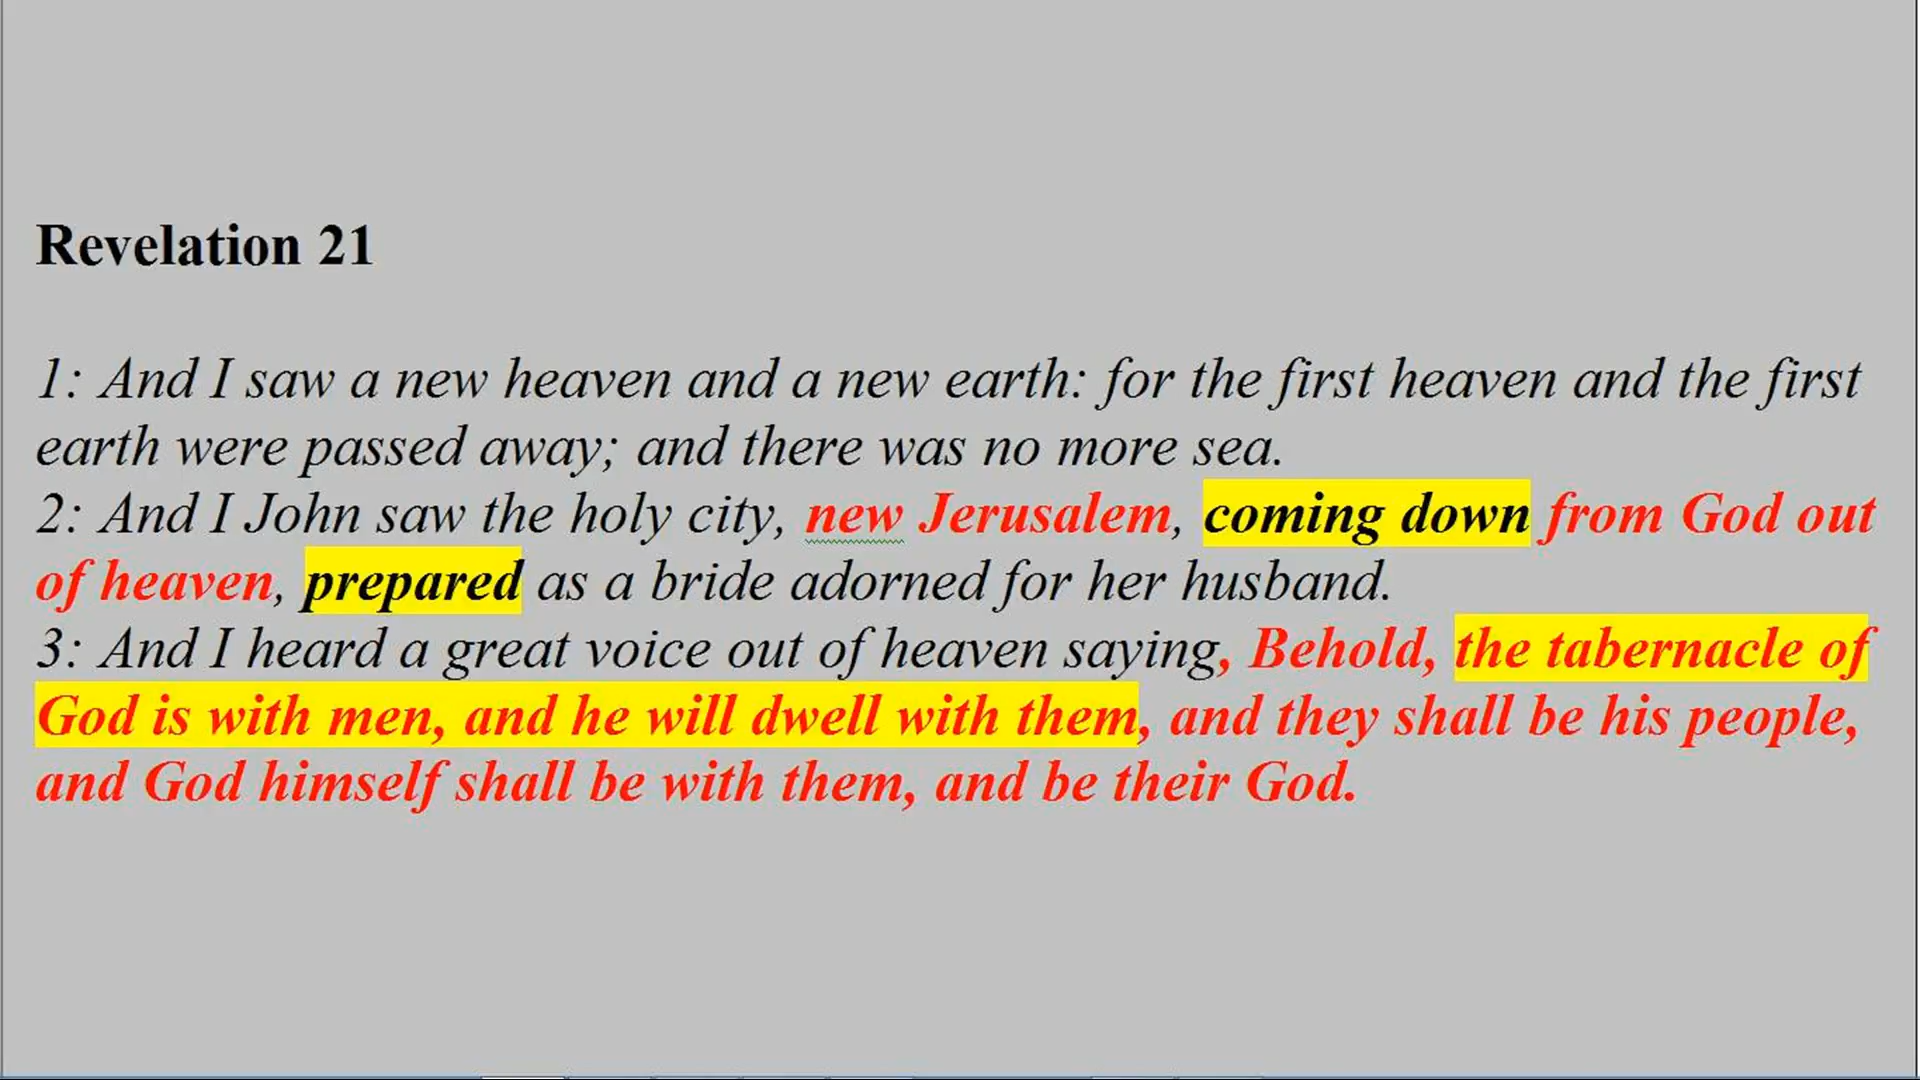 Revelation 21
1: And I saw a new heaven and a new earth: for the first heaven and the first
earth were passed away; and there was no more sea.
2: And I John saw the holy city, new Jerusalem, coming down from God out
of heaven, prepared as a bride adorned for her husband.
3: And I heard a great voice out of heaven saying, Behold, the tabernacle of
God is with men, and he will dwell with them, and they shall be his people,
and God himself shall be with them, and be their God.